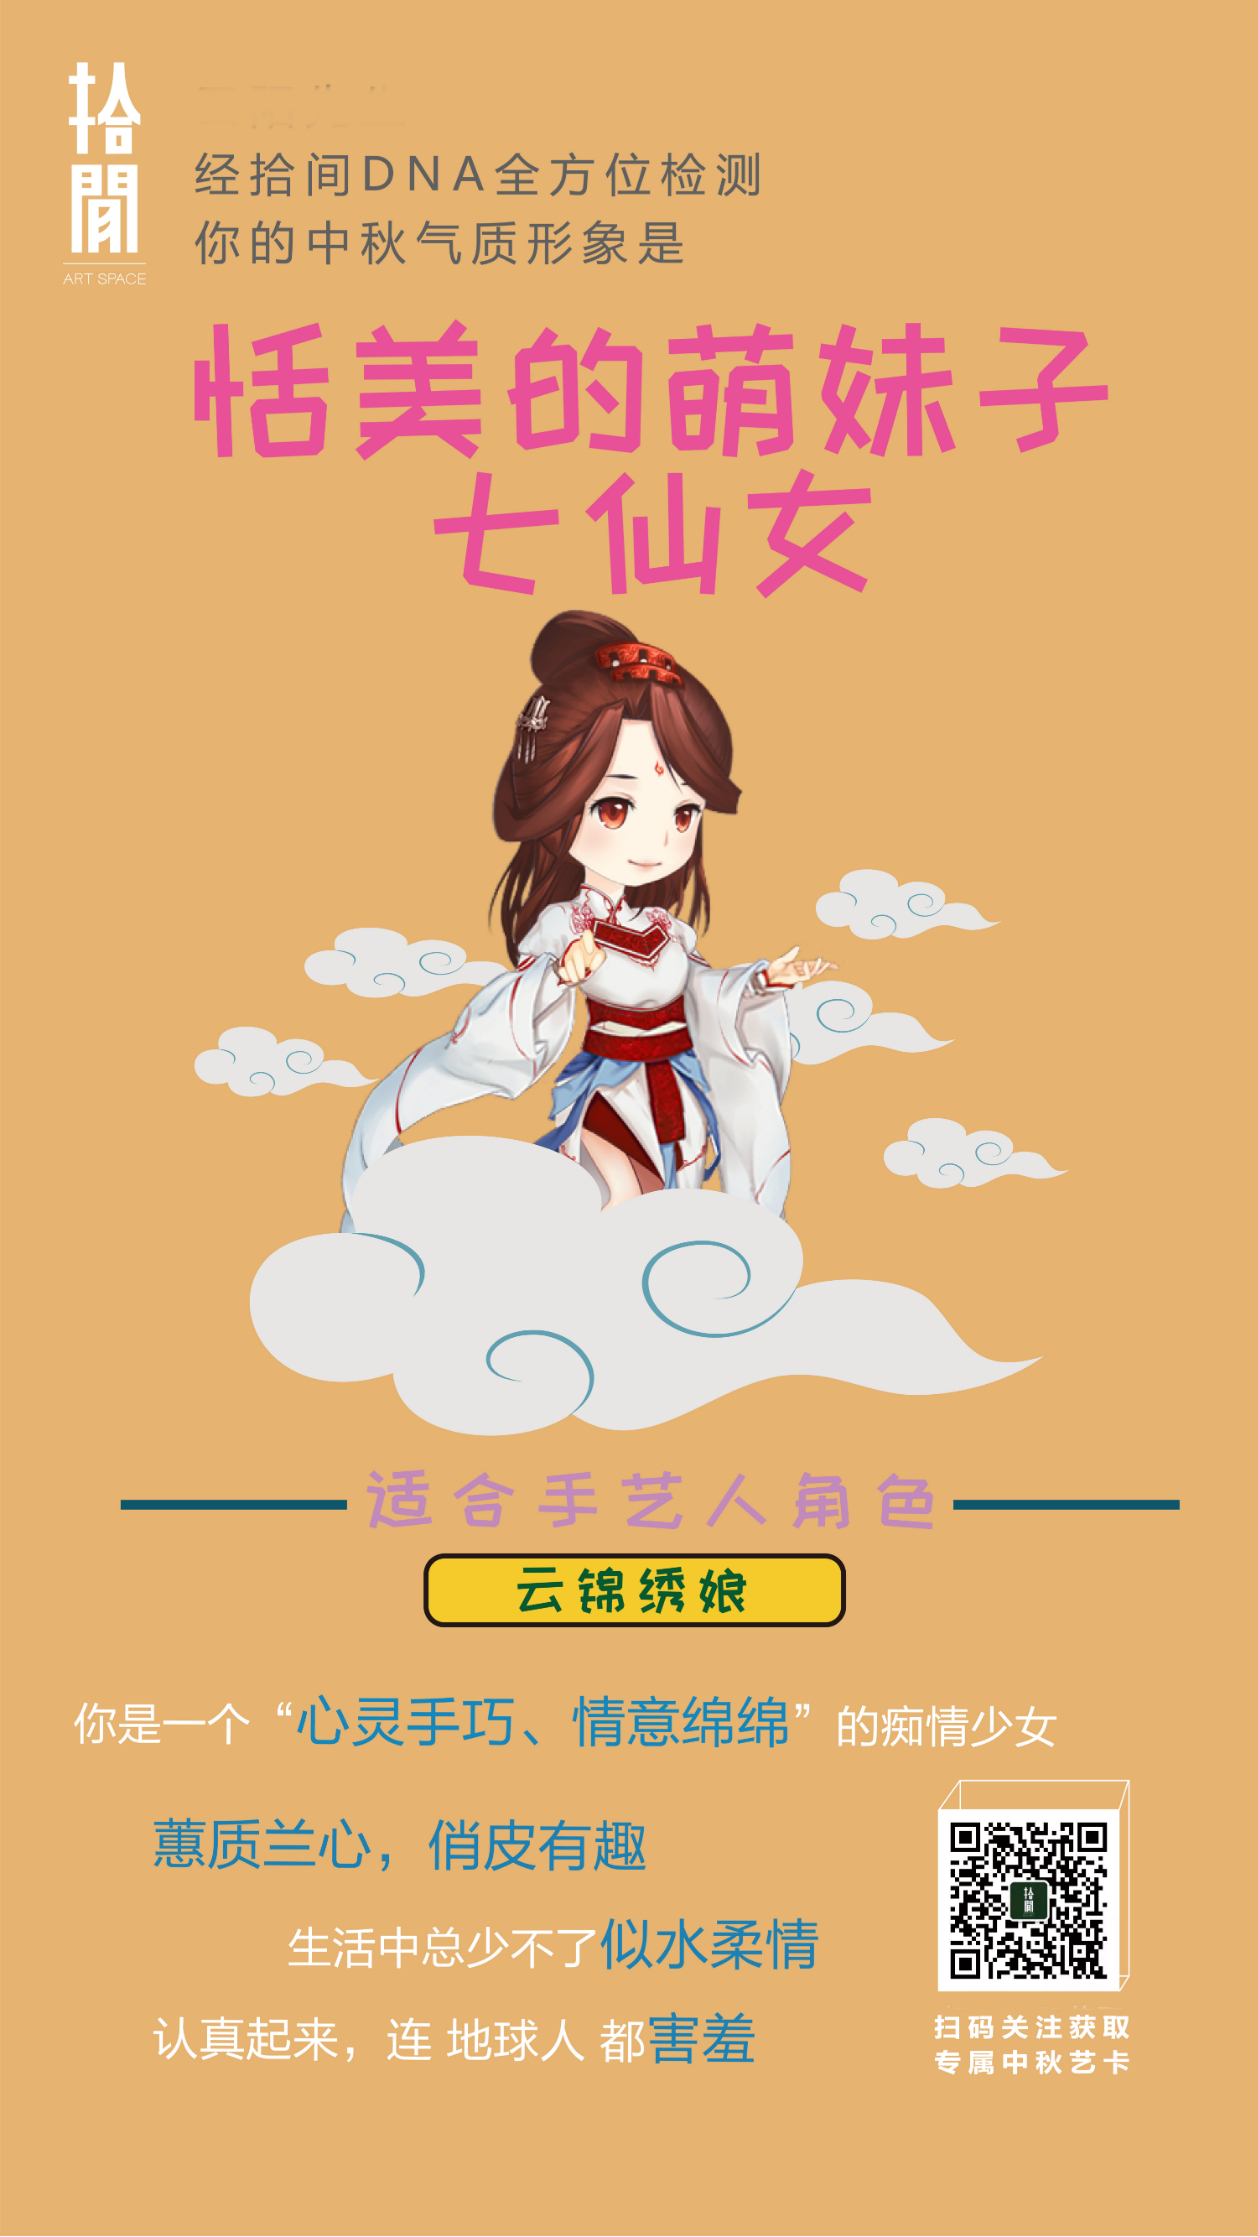 拾間
ART SPACE
经拾间DNA全方位检测
你的中秋气质形象是
恬美的萌妹子
七仙女
适合手艺人角色
云锦绣娘
你是一个“心灵手巧、情意绵绵”的痴情少女
蕙质兰心，俏皮有趣
生活中总少不了似水柔情
认真起来，连 地球人 都害羞
拾間
扫码关注获取
专属中秋艺卡